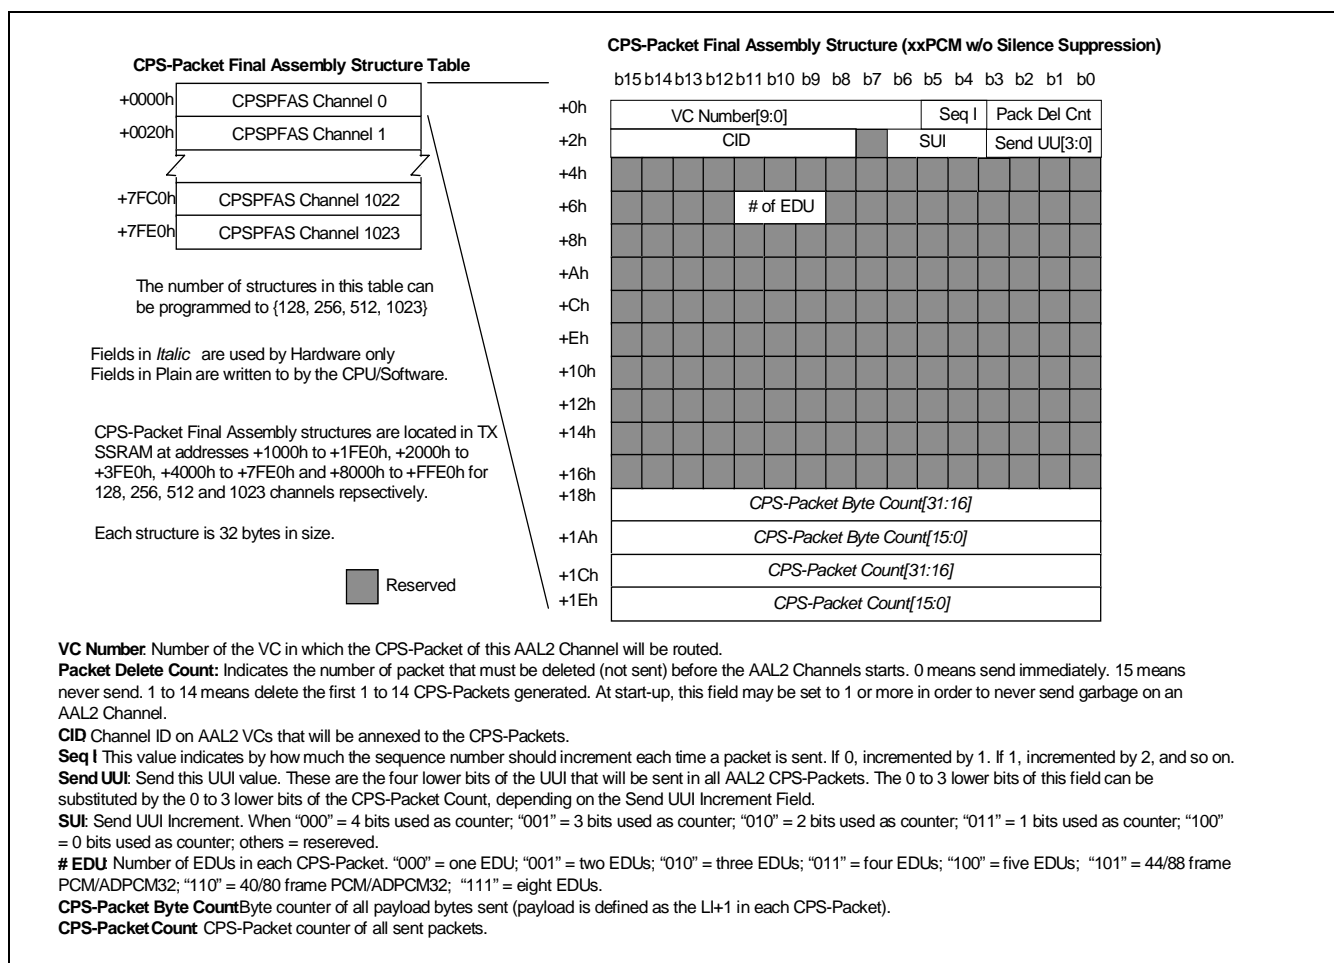 CPS-Packet Final Assembly Structure Table
+0000h CPSPFAS Channel 0
+0020h CPSPFAS Channel 1
+7FC0h CPSPFAS Channel 1022
+7FE0h CPSPFAS Channel 1023
The number of structures in this table can
be programmed to {128, 256, 512, 1023}
Fields in Italic are used by Hardware only
Fields in Plain are written to by the CPU/Software.
CPS-Packet Final Assembly structures are located in TX
SSRAM at addresses +1000h to +1FE0h, +2000h to
+3FE0h, +4000h to +7FE0h and +8000h to +FFE0h for
128, 256, 512 and 1023 channels repsectively.
Each structure is 32 bytes in size.
Reserved
CPS-Packet Final Assembly Structure (xxPCM w/o Silence Suppression)
b15 b14 b13 b12 b11 b10 b9 b8 b7 b6 b5 b4 b3 b2 b1 b0
+0h VC Number[9:0] Seq I Pack Del Cnt
+2h CID SUI Send UU[3:0]
+4h
+6h # of EDU
+8h
+Ah
+Ch
+Eh
+10h
+12h
+14h
+16h
+18h CPS-Packet Byte Count[31:16]
+1Ah CPS-Packet Byte Count[15:0]
+1Ch CPS-Packet Count[31:16]
+1Eh CPS-Packet Count[15:0]
VC Number: Number of the VC in which the CPS-Packet of this AAL2 Channel will be routed.
Packet Delete Count: Indicates the number of packet that must be deleted (not sent) before the AAL2 Channels starts. 0 means send immediately. 15 means
never send. 1 to 14 means delete the first 1 to 14 CPS-Packets generated. At start-up, this field may be set to 1 or more in order to never send garbage on an
AAL2 Channel.
CID: Channel ID on AAL2 VCs that will be annexed to the CPS-Packets.
Seq I: This value indicates by how much the sequence number should increment each time a packet is sent. If 0, incremented by 1. If 1, incremented by 2, and so on.
Send UUI: Send this UUI value. These are the four lower bits of the UUI that will be sent in all AAL2 CPS-Packets. The 0 to 3 lower bits of this field can be
substituted by the 0 to 3 lower bits of the CPS-Packet Count, depending on the Send UUI Increment Field.
SUI: Send UUI Increment. When “000” = 4 bits used as counter; “001” = 3 bits used as counter; “010” = 2 bits used as counter; “011” = 1 bits used as counter; “100”
= 0 bits used as counter; others = resereved.
# EDU: Number of EDUs in each CPS-Packet. “000” = one EDU; “001” = two EDUs; “010” = three EDUs; “011” = four EDUs; “100” = five EDUs; “101” = 44/88 frame
PCM/ADPCM32; “110” = 40/80 frame PCM/ADPCM32; “111” = eight EDUs.
CPS-Packet Byte Count Byte counter of all payload bytes sent (payload is defined as the LI+1 in each CPS-Packet).
CPS-Packet Count: CPS-Packet counter of all sent packets.